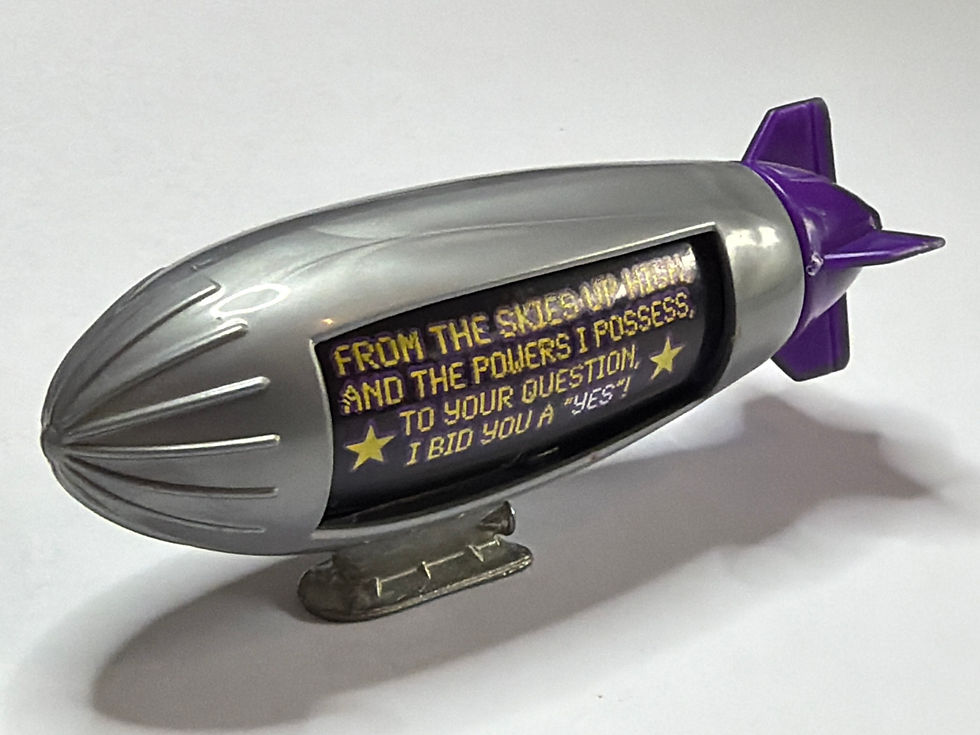 FROM THE SKIES UP HIGH,
AND THE POWERS I POSSESS,
TO YOUR QUESTION,
I BID YOU A "YES"!